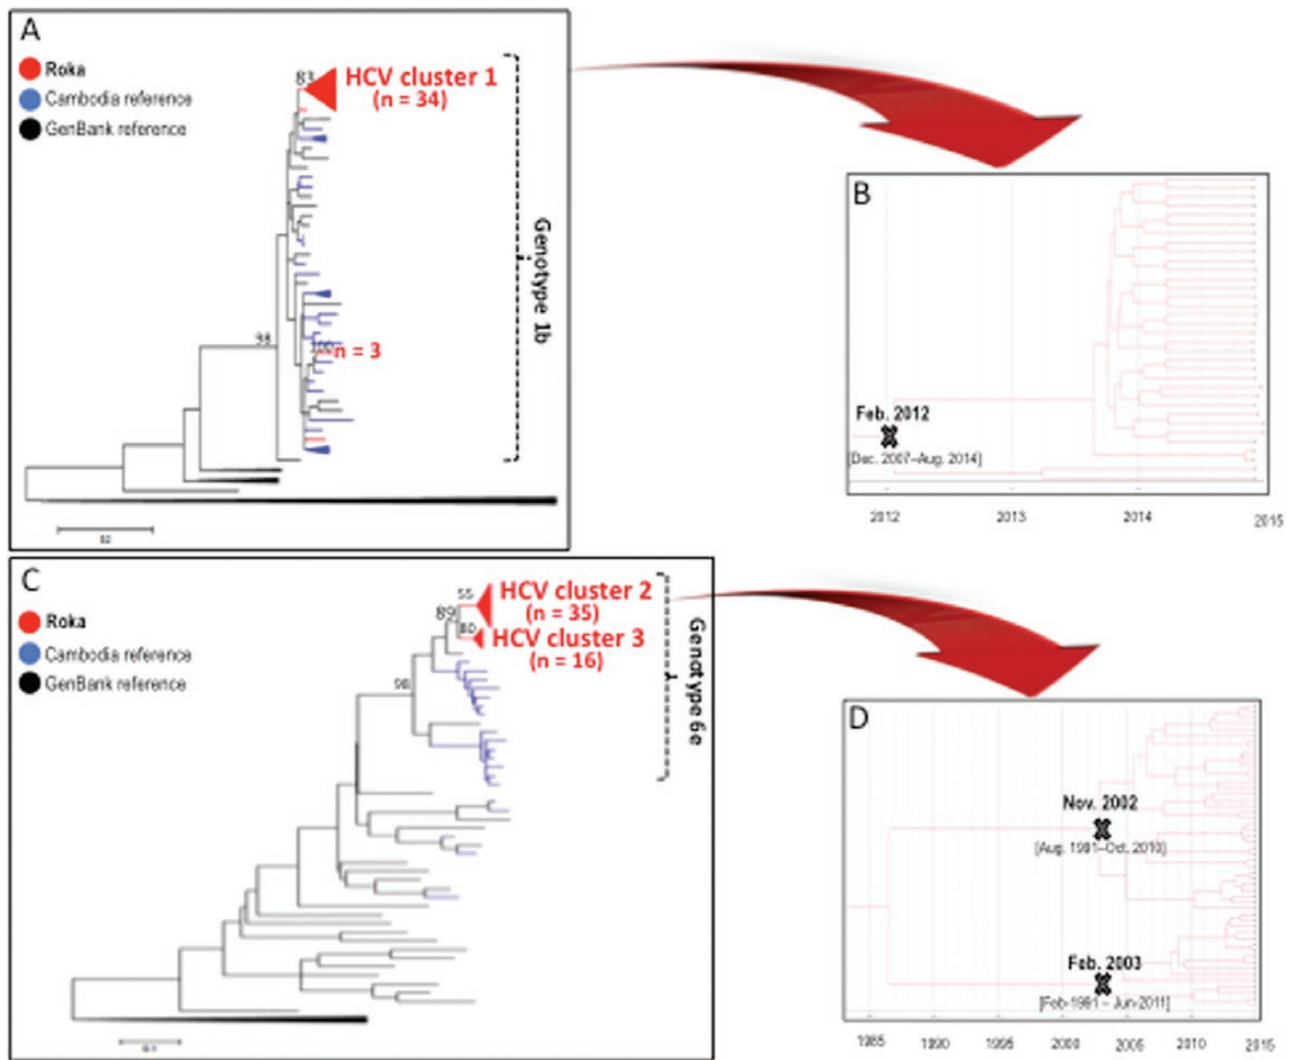 A
Roka
Cambodia reference
GenBank reference
83
HCV cluster 1
(n = 34)
Genotype 1b
100
n = 3
B
Feb. 2012
[Dec. 2007–Aug. 2014]
2012 2013 2014 2015
C
Roka
Cambodia reference
GenBank reference
55
HCV cluster 2
(n = 35)
89
80
HCV cluster 3
(n = 16)
Genotype 6e
D
Nov. 2002
[Aug. 1991–Oct. 2010]
Feb. 2003
[Feb-1991 – Jun-2011]
1985 1990 1995 2000 2005 2010 2015